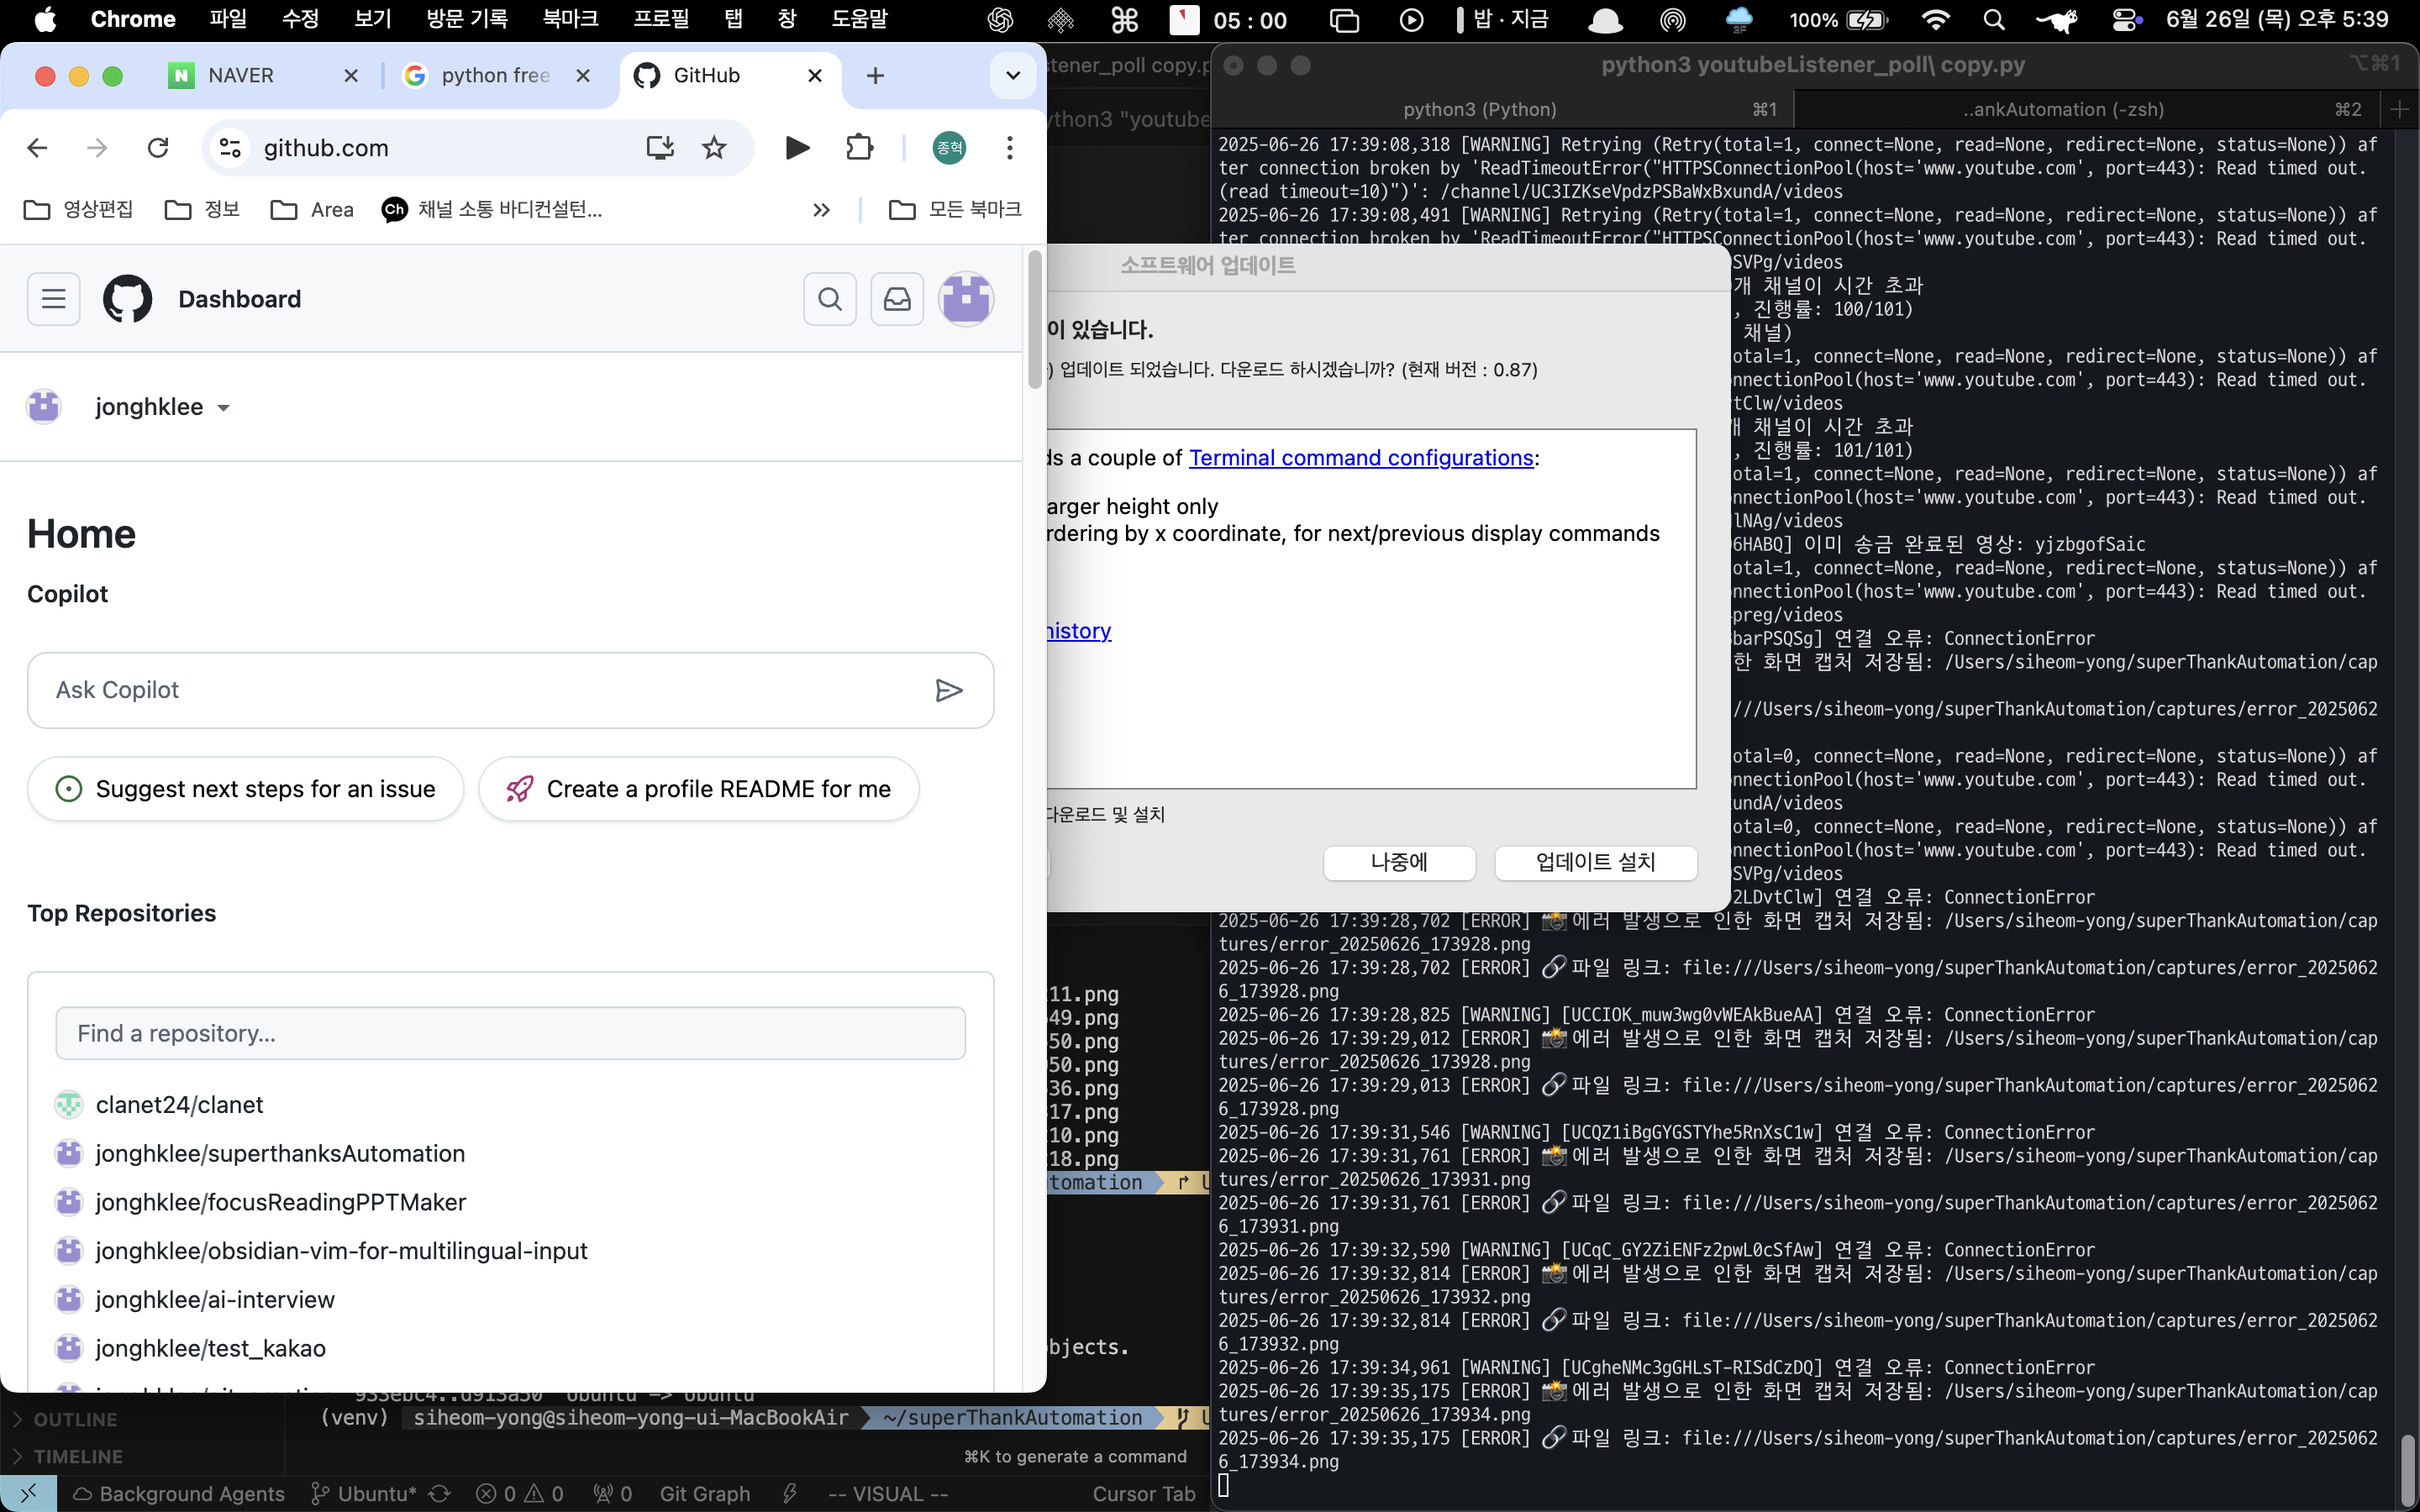 Chrome 파일 수정 보기 방문 기록 북마크 프로필 탭 창 도움말 05 : 00 밥 · 지금 100% 6월 26일 (목) 오후 5:39
NAVER
python free
GitHub
github.com
종혁
영상편집 정보 Area 채널 소통 바디컨설턴... 모든 북마크
Dashboard
jonghklee
Home
Copilot
Ask Copilot
Suggest next steps for an issue
Create a profile README for me
Top Repositories
Find a repository...
clanet24/clanet
jonghklee/superthanksAutomation
jonghklee/focusReadingPPTMaker
jonghklee/obsidian-vim-for-multilingual-input
jonghklee/ai-interview
jonghklee/test_kakao
소프트웨어 업데이트
이 있습니다.
업데이트 되었습니다. 다운로드 하시겠습니까? (현재 버전 : 0.87)
a couple of Terminal command configurations:
height only
by x coordinate, for next/previous display commands
history
다운로드 및 설치
나중에
업데이트 설치
copy.p
11.png
49.png
50.png
50.png
36.png
17.png
10.png
18.png
tomation
bjects.
(venv) siheom-yong@siheom-yong-ui-MacBookAir ~/superThankAutomation
⌘K to generate a command
OUTLINE
TIMELINE
Background Agents Ubuntu* 0 0 0 Git Graph -- VISUAL -- Cursor Tab
python3 youtubeListener_poll\ copy.py ⌥⌘1
python3 (Python) ⌘1 ..ankAutomation (-zsh) ⌘2
2025-06-26 17:39:08,318 [WARNING] Retrying (Retry(total=1, connect=None, read=None, redirect=None, status=None)) af
ter connection broken by 'ReadTimeoutError("HTTPSConnectionPool(host='www.youtube.com', port=443): Read timed out.
(read timeout=10)")': /channel/UC3IZKseVpdzPSBaWxBxundA/videos
2025-06-26 17:39:08,491 [WARNING] Retrying (Retry(total=1, connect=None, read=None, redirect=None, status=None)) af
ter connection broken by 'ReadTimeoutError("HTTPSConnectionPool(host='www.youtube.com', port=443): Read timed out.
SVPg/videos
개 채널이 시간 초과
, 진행률: 100/101)
채널)
otal=1, connect=None, read=None, redirect=None, status=None)) af
nnectionPool(host='www.youtube.com', port=443): Read timed out.
tClw/videos
개 채널이 시간 초과
, 진행률: 101/101)
otal=1, connect=None, read=None, redirect=None, status=None)) af
nnectionPool(host='www.youtube.com', port=443): Read timed out.
lNAg/videos
6HABQ] 이미 송금 완료된 영상: yjzbgofSaic
otal=1, connect=None, read=None, redirect=None, status=None)) af
nnectionPool(host='www.youtube.com', port=443): Read timed out.
preg/videos
barPSQSg] 연결 오류: ConnectionError
한 화면 캡처 저장됨: /Users/siheom-yong/superThankAutomation/cap
///Users/siheom-yong/superThankAutomation/captures/error_2025062
otal=0, connect=None, read=None, redirect=None, status=None)) af
nnectionPool(host='www.youtube.com', port=443): Read timed out.
undA/videos
otal=0, connect=None, read=None, redirect=None, status=None)) af
nnectionPool(host='www.youtube.com', port=443): Read timed out.
SVPg/videos
2LDvtClw] 연결 오류: ConnectionError
2025-06-26 17:39:28,702 [ERROR] 📸에러 발생으로 인한 화면 캡처 저장됨: /Users/siheom-yong/superThankAutomation/cap
tures/error_20250626_173928.png
2025-06-26 17:39:28,702 [ERROR] 🔗파일 링크: file:///Users/siheom-yong/superThankAutomation/captures/error_2025062
6_173928.png
2025-06-26 17:39:28,825 [WARNING] [UCCIOK_muw3wg0vWEAkBueAA] 연결 오류: ConnectionError
2025-06-26 17:39:29,012 [ERROR] 📸에러 발생으로 인한 화면 캡처 저장됨: /Users/siheom-yong/superThankAutomation/cap
tures/error_20250626_173928.png
2025-06-26 17:39:29,013 [ERROR] 🔗파일 링크: file:///Users/siheom-yong/superThankAutomation/captures/error_2025062
6_173928.png
2025-06-26 17:39:31,546 [WARNING] [UCQZ1iBgGYGSTYhe5RnXsC1w] 연결 오류: ConnectionError
2025-06-26 17:39:31,761 [ERROR] 📸에러 발생으로 인한 화면 캡처 저장됨: /Users/siheom-yong/superThankAutomation/cap
tures/error_20250626_173931.png
2025-06-26 17:39:31,761 [ERROR] 🔗파일 링크: file:///Users/siheom-yong/superThankAutomation/captures/error_2025062
6_173931.png
2025-06-26 17:39:32,590 [WARNING] [UCqC_GY2ZiENFz2pwL0cSfAw] 연결 오류: ConnectionError
2025-06-26 17:39:32,814 [ERROR] 📸에러 발생으로 인한 화면 캡처 저장됨: /Users/siheom-yong/superThankAutomation/cap
tures/error_20250626_173932.png
2025-06-26 17:39:32,814 [ERROR] 🔗파일 링크: file:///Users/siheom-yong/superThankAutomation/captures/error_2025062
6_173932.png
2025-06-26 17:39:34,961 [WARNING] [UCgheNMc3gGHLsT-RISdCzDQ] 연결 오류: ConnectionError
2025-06-26 17:39:35,175 [ERROR] 📸에러 발생으로 인한 화면 캡처 저장됨: /Users/siheom-yong/superThankAutomation/cap
tures/error_20250626_173934.png
2025-06-26 17:39:35,175 [ERROR] 🔗파일 링크: file:///Users/siheom-yong/superThankAutomation/captures/error_2025062
6_173934.png